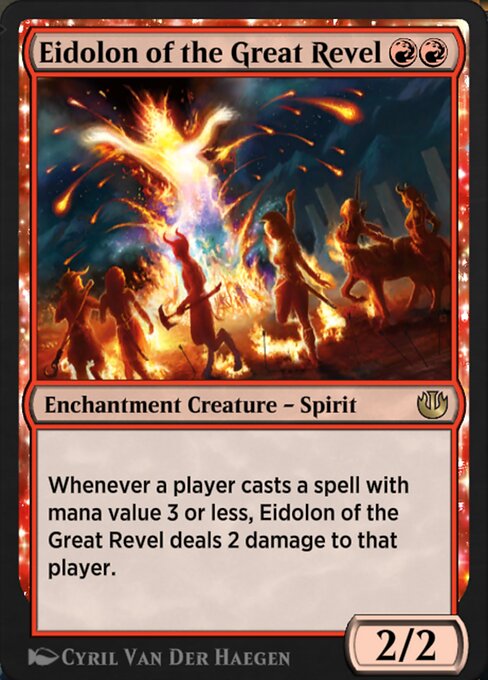 Eidolon of the Great Revel
Enchantment Creature – Spirit
Whenever a player casts a spell with
mana value 3 or less, Eidolon of the
Great Revel deals 2 damage to that
player.
2/2
Cyril Van Der Haegen